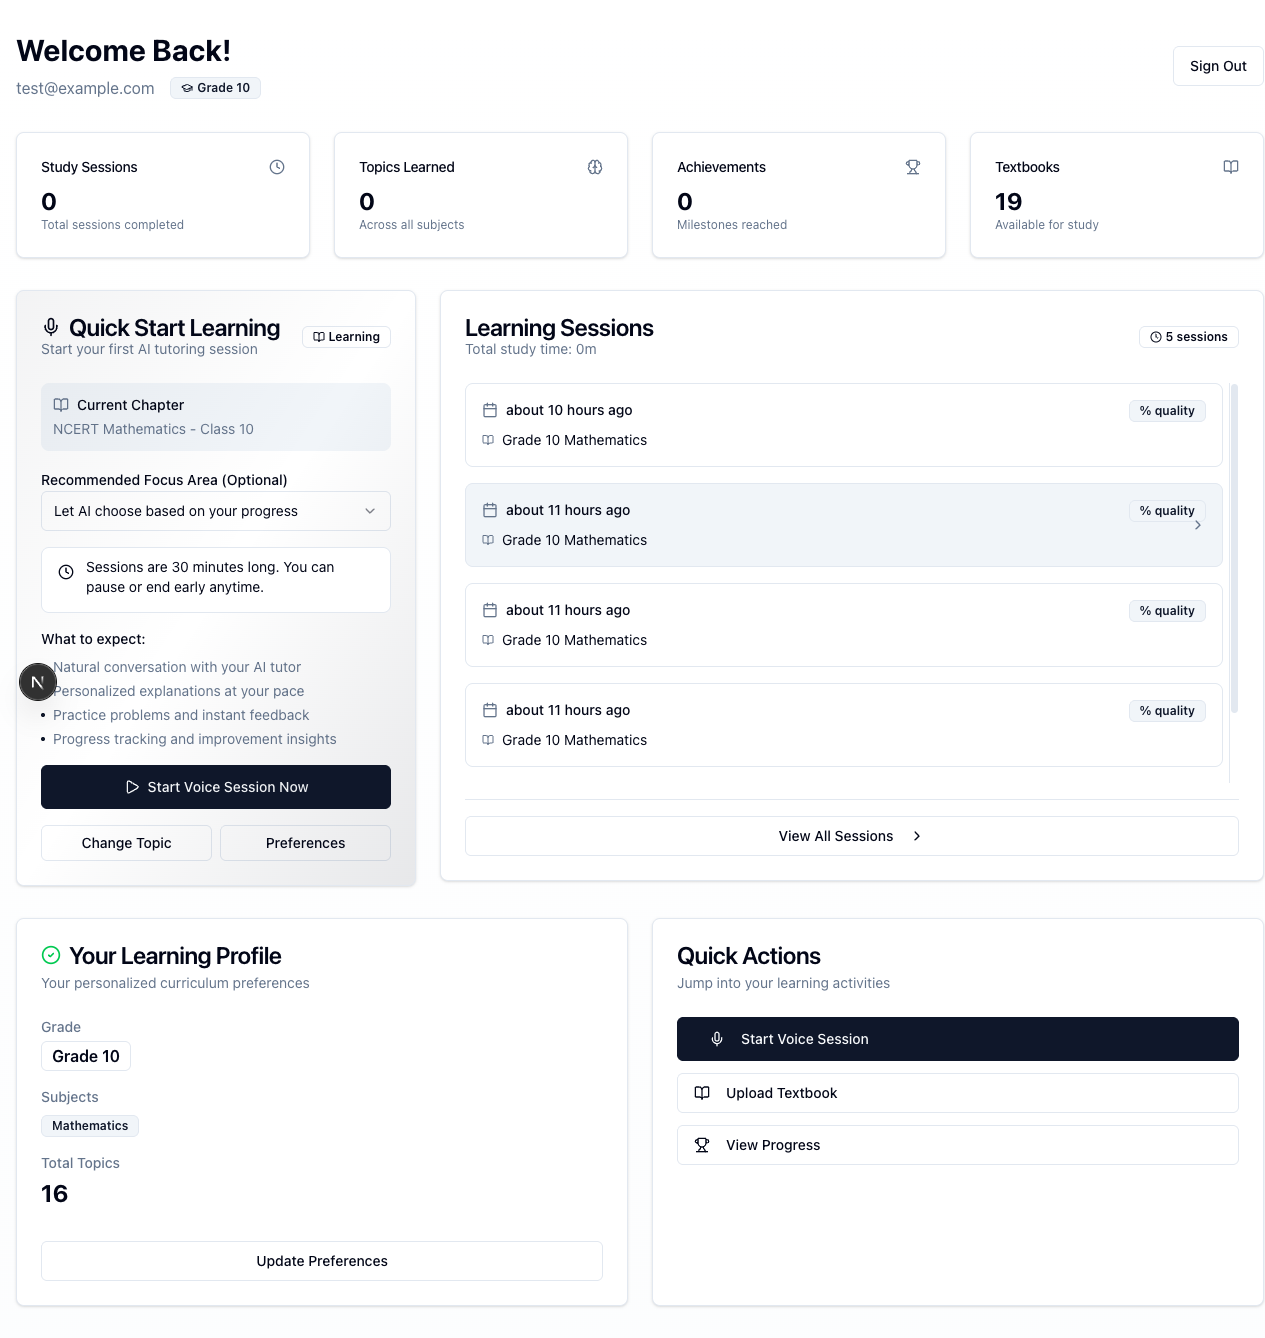 Welcome Back!
test@example.com
Grade 10
Sign Out
Study Sessions
0
Total sessions completed
Topics Learned
0
Across all subjects
Achievements
0
Milestones reached
Textbooks
19
Available for study
Quick Start Learning
Start your first AI tutoring session
Learning
Current Chapter
NCERT Mathematics - Class 10
Recommended Focus Area (Optional)
Let AI choose based on your progress
Sessions are 30 minutes long. You can
pause or end early anytime.
What to expect:
Natural conversation with your AI tutor
Personalized explanations at your pace
• Practice problems and instant feedback
• Progress tracking and improvement insights
N
Start Voice Session Now
Change Topic
Preferences
Learning Sessions
Total study time: 0m
5 sessions
about 10 hours ago
% quality
Grade 10 Mathematics
about 11 hours ago
% quality
Grade 10 Mathematics
about 11 hours ago
% quality
Grade 10 Mathematics
about 11 hours ago
% quality
Grade 10 Mathematics
View All Sessions
Your Learning Profile
Your personalized curriculum preferences
Grade
Grade 10
Subjects
Mathematics
Total Topics
16
Update Preferences
Quick Actions
Jump into your learning activities
Start Voice Session
Upload Textbook
View Progress